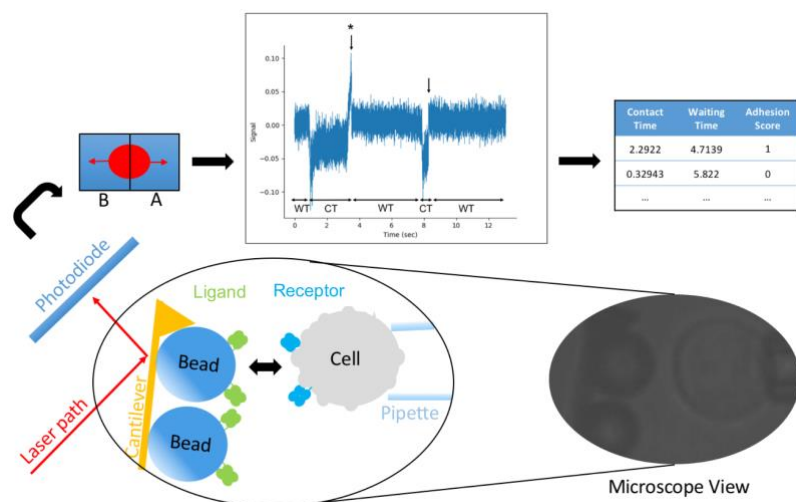 *
0.10
0.05
0.00
−0.05
−0.10
Signal
WT CT WT CT WT
0 2 4 6 8 10 12
Time (sec)
B A
Contact Time Waiting Time Adhesion Score
2.2922 4.7139 1
0.32943 5.822 0
... ... ...
Photodiode
Laser path
Cantilever
Ligand
Receptor
Bead
Cell
Bead
Pipette
Microscope View